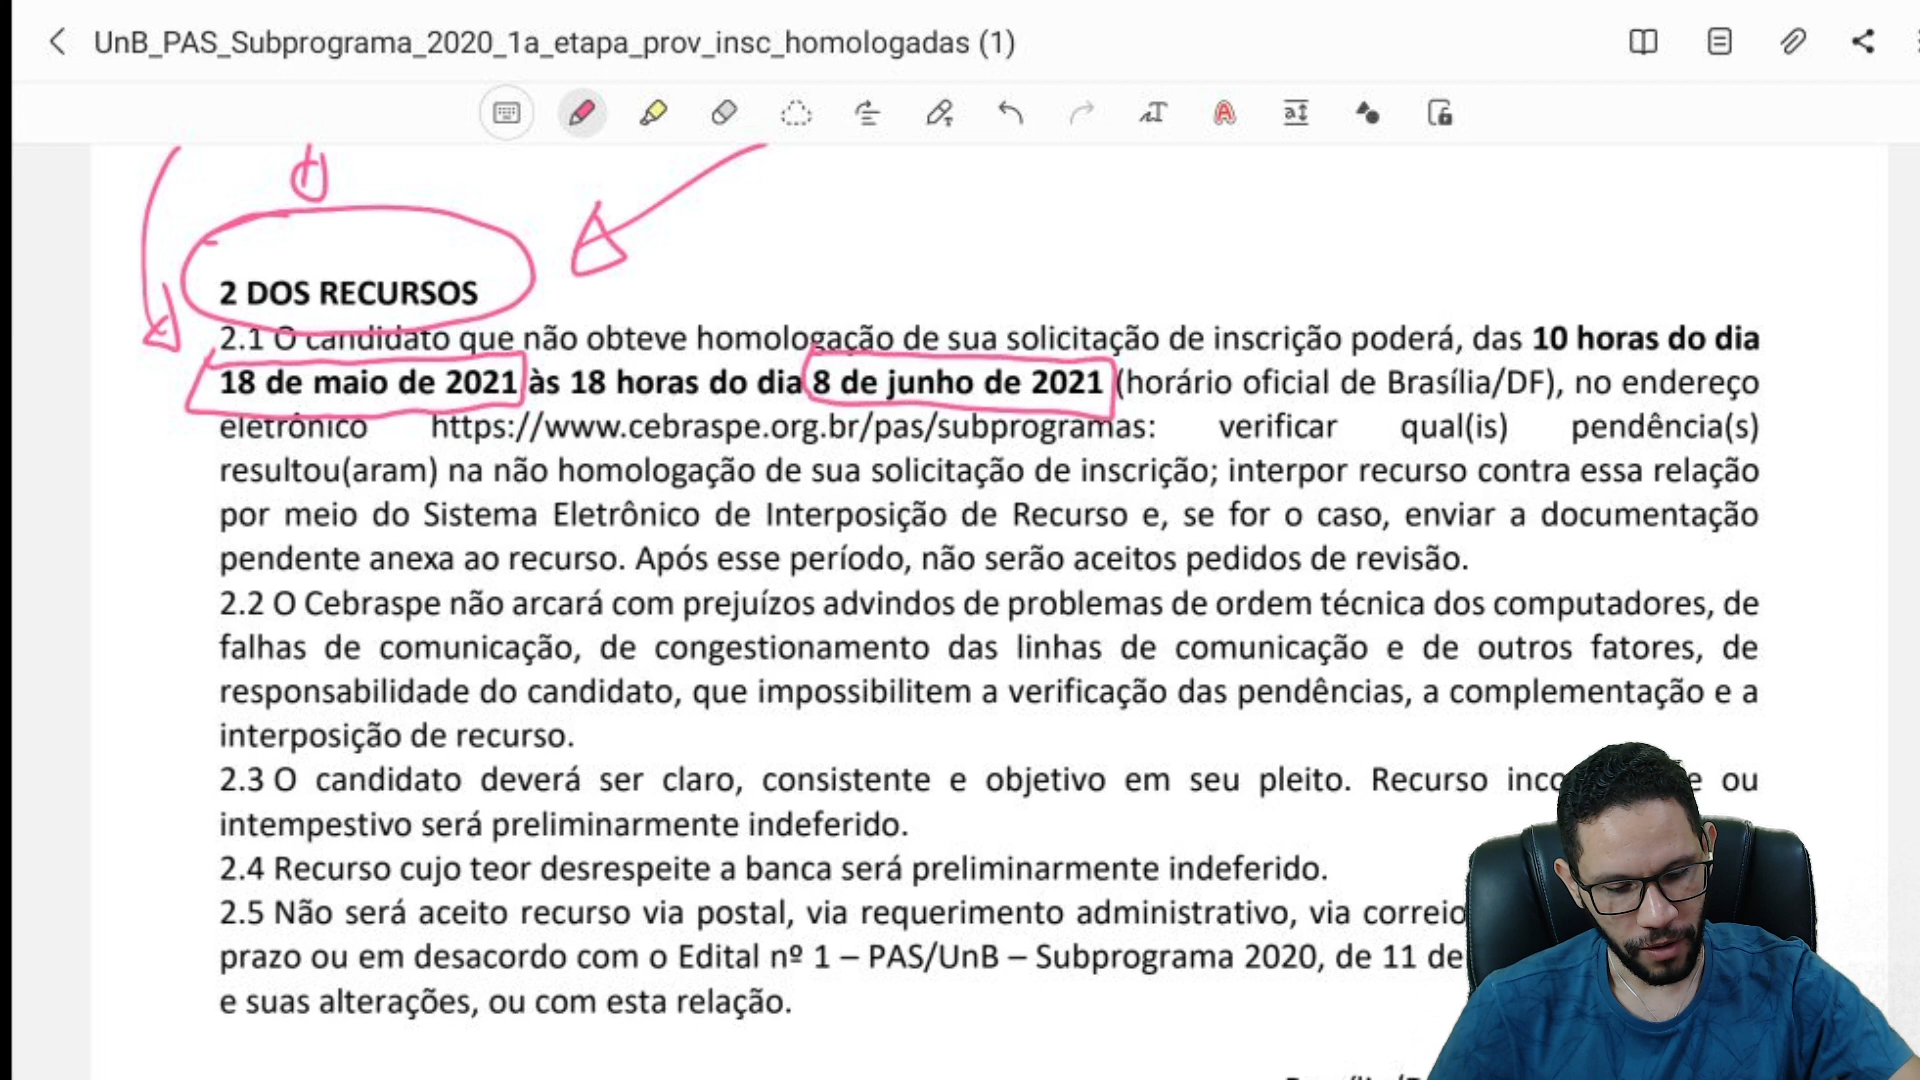 UnB_PAS_Subprograma_2020_1a_etapa_prov_insc_homologadas (1)
2 DOS RECURSOS
2.1 O candidato que não obteve homologação de sua solicitação de inscrição poderá, das 10 horas do dia
18 de maio de 2021 às 18 horas do dia 8 de junho de 2021 (horário oficial de Brasília/DF), no endereço
eletrônico https://www.cebraspe.org.br/pas/subprogramas: verificar qual(is) pendência(s)
resultou(aram) na não homologação de sua solicitação de inscrição; interpor recurso contra essa relação
por meio do Sistema Eletrônico de Interposição de Recurso e, se for o caso, enviar a documentação
pendente anexa ao recurso. Após esse período, não serão aceitos pedidos de revisão.
2.2 O Cebraspe não arcará com prejuízos advindos de problemas de ordem técnica dos computadores, de
falhas de comunicação, de congestionamento das linhas de comunicação e de outros fatores, de
responsabilidade do candidato, que impossibilitem a verificação das pendências, a complementação e a
interposição de recurso.
2.3 O candidato deverá ser claro, consistente e objetivo em seu pleito. Recurso ou
intempestivo será preliminarmente indeferido.
2.4 Recurso cujo teor desrespeite a banca será preliminarmente indeferido.
2.5 Não será aceito recurso via postal, via requerimento administrativo, via correio
prazo ou em desacordo com o Edital nº 1 – PAS/UnB – Subprograma 2020, de 11 de
e suas alterações, ou com esta relação.